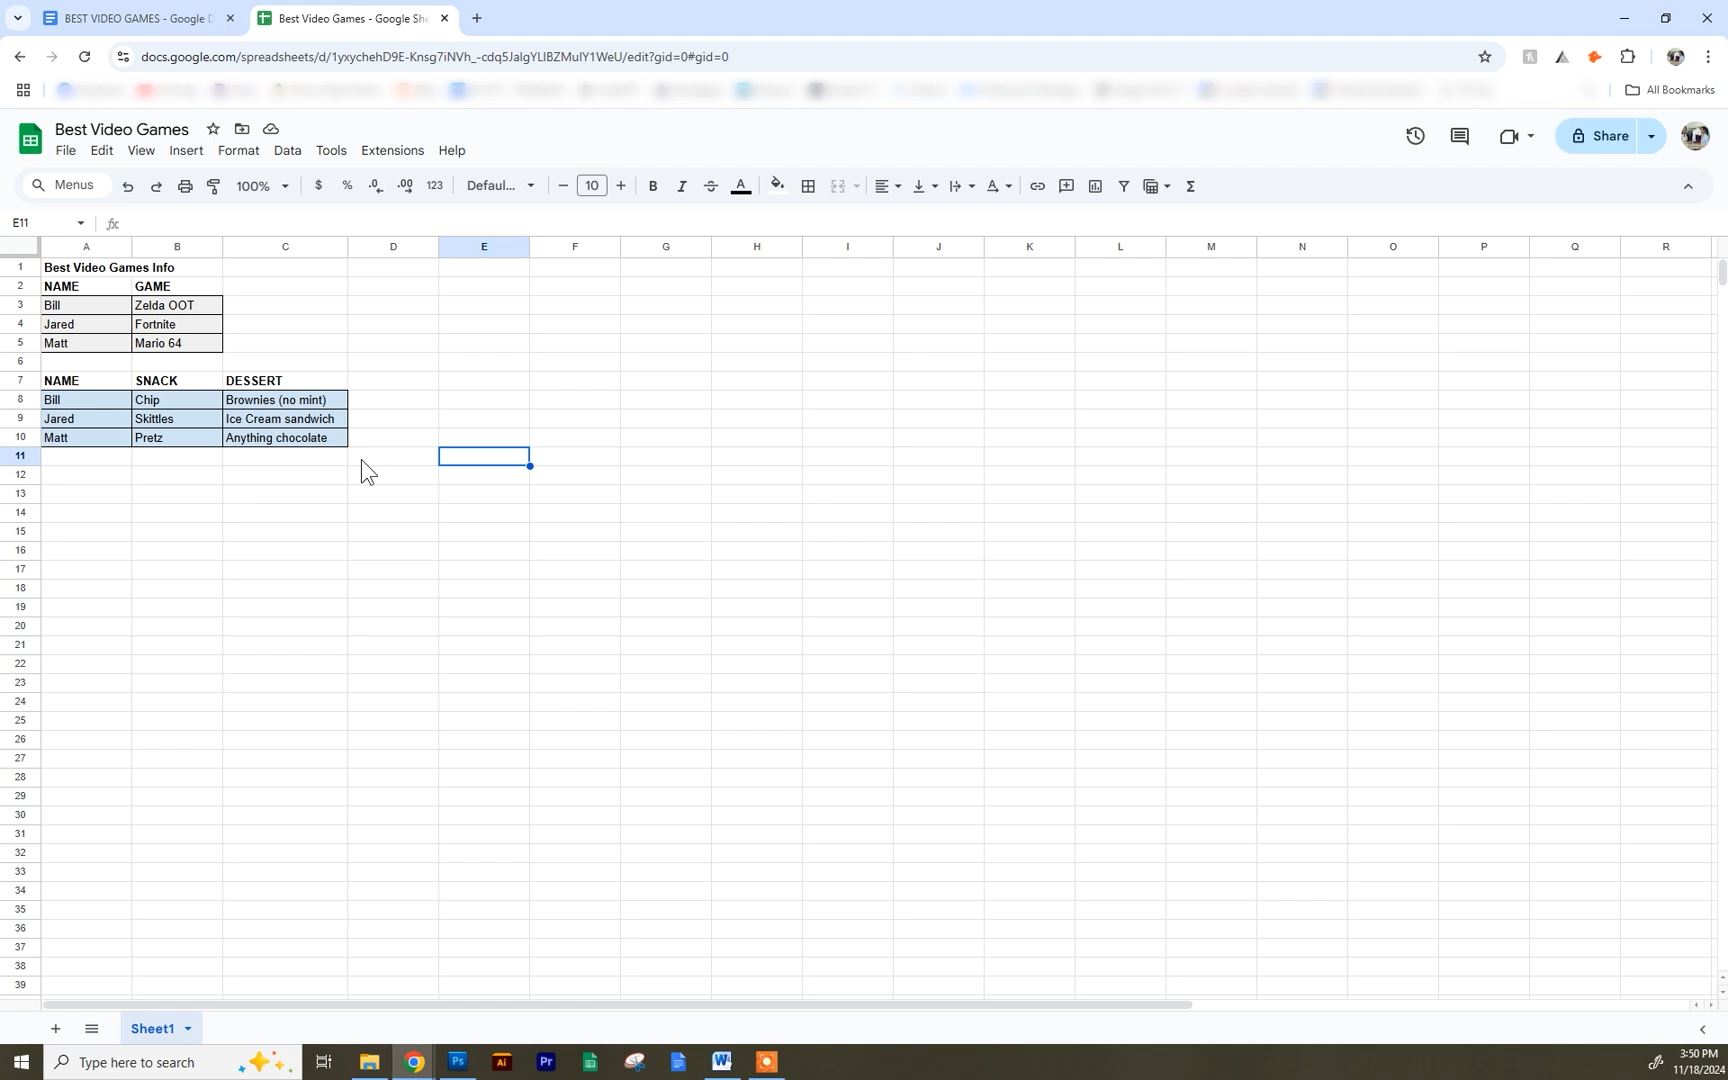 BEST VIDEO GAMES - Google D
Best Video Games - Google She
docs.google.com/spreadsheets/d/1yxychehD9E-Knsg7iNVh_-cdq5JaIgYLIBZMuIY1WeU/edit?gid=0#gid=0
All Bookmarks
Best Video Games
File Edit View Insert Format Data Tools Extensions Help
Share
Menus 100% $ % .0 .00 123 Defaul... 10 B I S A Σ
E11 fx
A B C D E F G H I J K L M N O P Q R
1 Best Video Games Info
2 NAME GAME
3 Bill Zelda OOT
4 Jared Fortnite
5 Matt Mario 64
6
7 NAME SNACK DESSERT
8 Bill Chip Brownies (no mint)
9 Jared Skittles Ice Cream sandwich
10 Matt Pretz Anything chocolate
11
12
13
14
15
16
17
18
19
20
21
22
23
24
25
26
27
28
29
30
31
32
33
34
35
36
37
38
39
Sheet1
Type here to search
Ps Ai Pr W
3:50 PM
11/18/2024